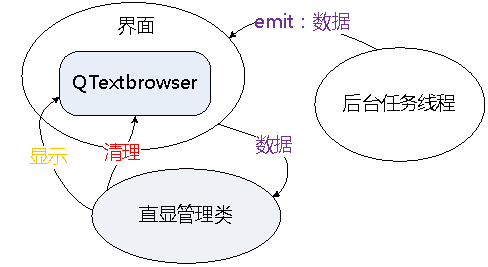 界面
emit：数据
QTextbrowser
后台任务线程
数据
显示
清理
直显管理类